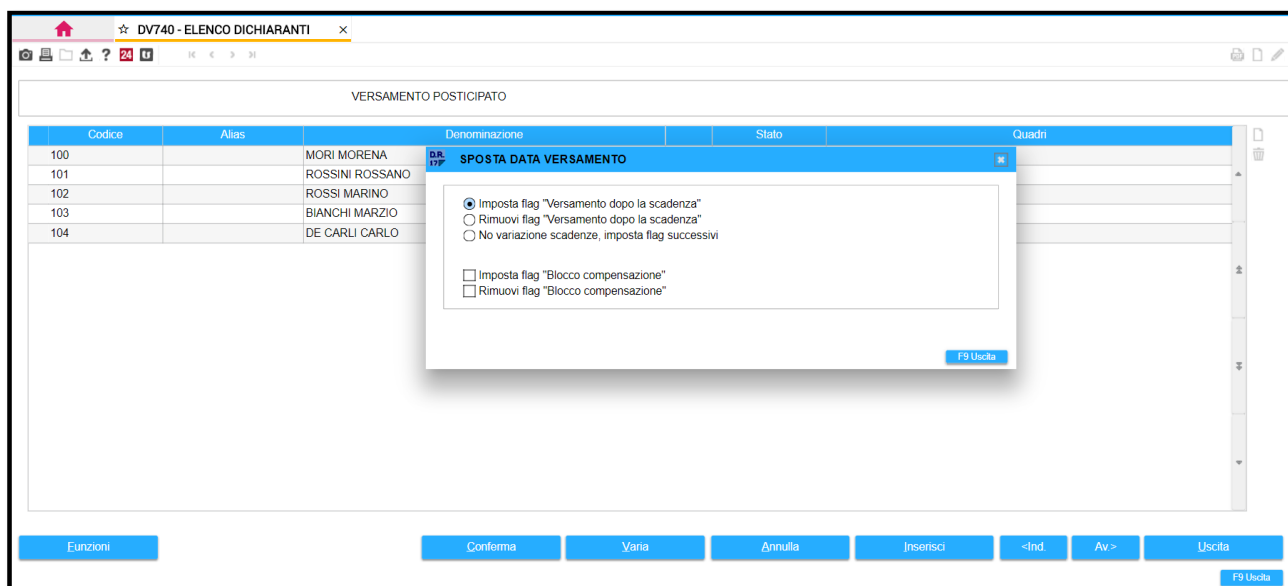 ☆ DV740 - ELENCO DICHIARANTI ×
? 24
VERSAMENTO POSTICIPATO
Codice Alias Denominazione Stato Quadri
100 MORI MORENA
101 ROSSINI ROSSANO
102 ROSSI MARINO
103 BIANCHI MARZIO
104 DE CARLI CARLO
D.R. SPOSTA DATA VERSAMENTO
Imposta flag "Versamento dopo la scadenza"
Rimuovi flag "Versamento dopo la scadenza"
No variazione scadenze, imposta flag successivi
Imposta flag "Blocco compensazione"
Rimuovi flag "Blocco compensazione"
F9 Uscita
Funzioni Conferma Varia Annulla Inserisci <Ind. Av.> Uscita
F9 Uscita